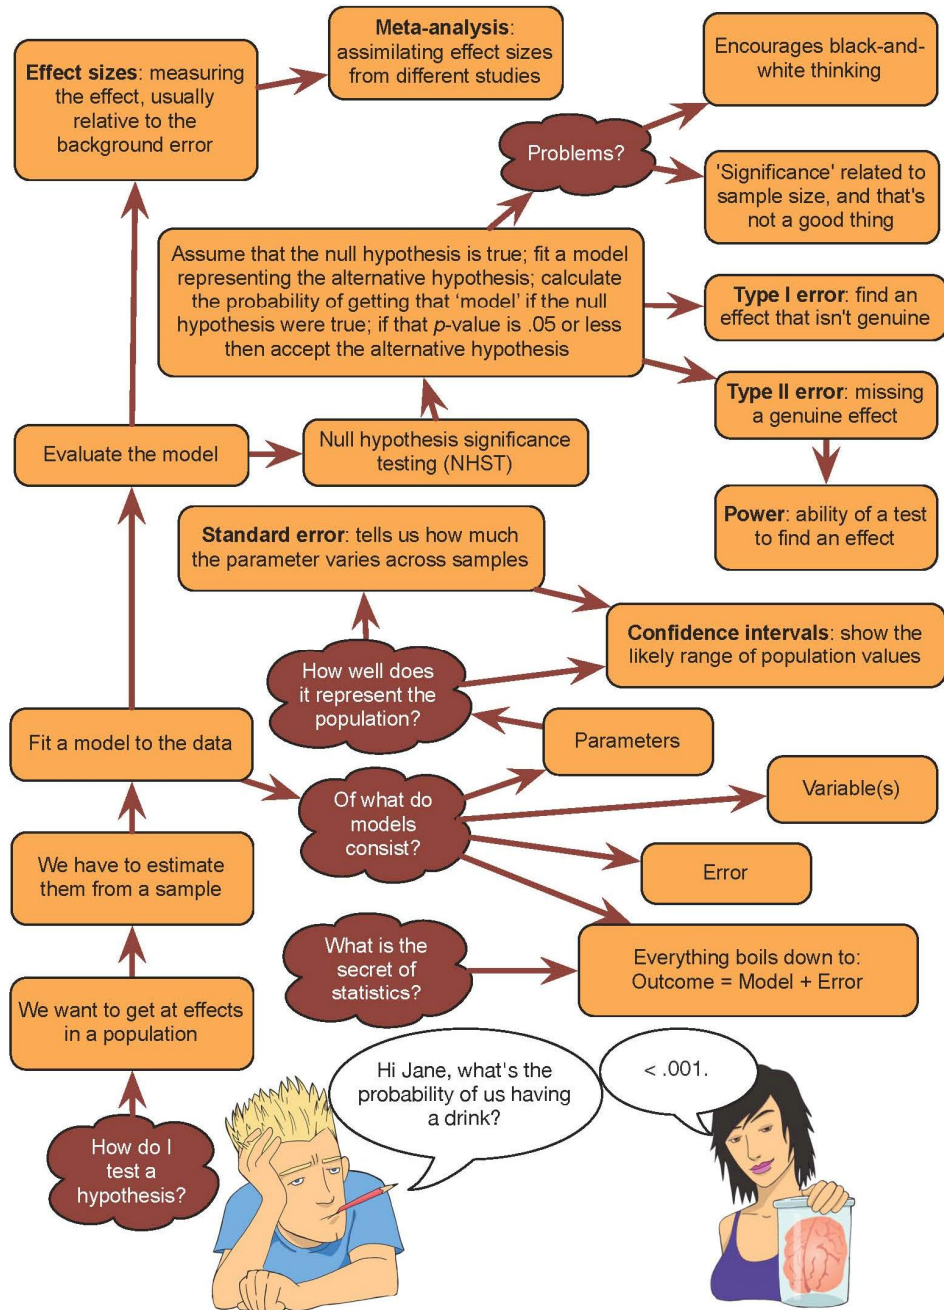 Meta-analysis:
assimilating effect sizes
from different studies
Encourages black-and-
white thinking
Effect sizes: measuring
the effect, usually
relative to the
background error
Problems?
'Significance' related to
sample size, and that's
not a good thing
Assume that the null hypothesis is true; fit a model
representing the alternative hypothesis; calculate
the probability of getting that ‘model’ if the null
hypothesis were true; if that p-value is .05 or less
then accept the alternative hypothesis
Type I error: find an
effect that isn't genuine
Type II error: missing
a genuine effect
Evaluate the model
Null hypothesis significance
testing (NHST)
Power: ability of a test
to find an effect
Standard error: tells us how much
the parameter varies across samples
Confidence intervals: show the
likely range of population values
How well does
it represent the
population?
Fit a model to the data
Parameters
Variable(s)
Of what do
models
consist?
We have to estimate
them from a sample
Error
What is the
secret of
statistics?
Everything boils down to:
Outcome = Model + Error
We want to get at effects
in a population
Hi Jane, what's the
probability of us having
a drink?
< .001.
How do I
test a
hypothesis?